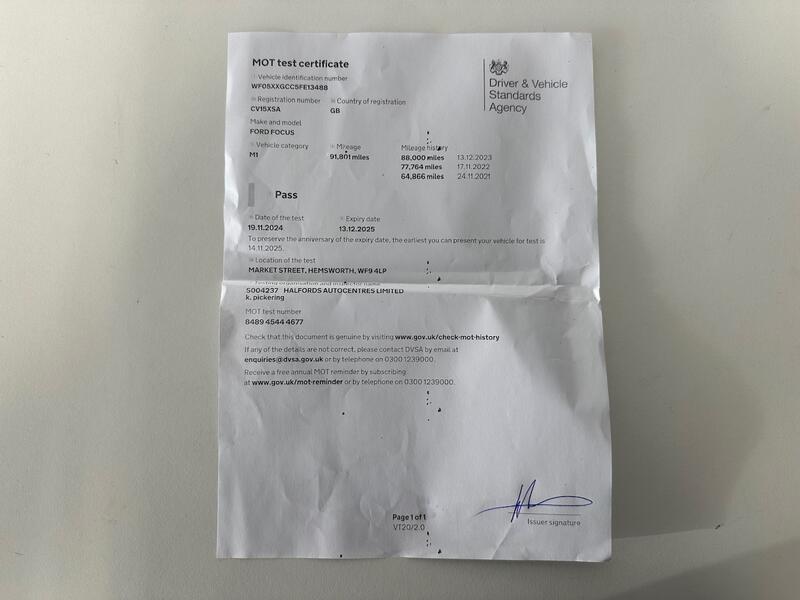 MOT test certificate
Vehicle identification number
WF05XXGCC5FE13488
Registration number
CV15XSA
Country of registration
GB
Make and model
FORD FOCUS
Vehicle category
M1
Mileage
91,801 miles
Mileage history
88,000 miles 13.12.2023
77,764 miles 17.11.2022
64,866 miles 24.11.2021
Driver & Vehicle
Standards
Agency
Pass
Date of the test
19.11.2024
Expiry date
13.12.2025
To preserve the anniversary of the expiry date, the earliest you can present your vehicle for test is
14.11.2025.
Location of the test
MARKET STREET, HEMSWORTH, WF9 4LP
Testing organisation and inspector name
S004237 HALFORDS AUTOCENTRES LIMITED
k. pickering
MOT test number
8489 4544 4677
Check that this document is genuine by visiting www.gov.uk/check-mot-history
If any of the details are not correct, please contact DVSA by email at
enquiries@dvsa.gov.uk or by telephone on 0300 1239000.
Receive a free annual MOT reminder by subscribing
at www.gov.uk/mot-reminder or by telephone on 0300 1239000.
Page 1 of 1
VT20/2.0
Issuer signature